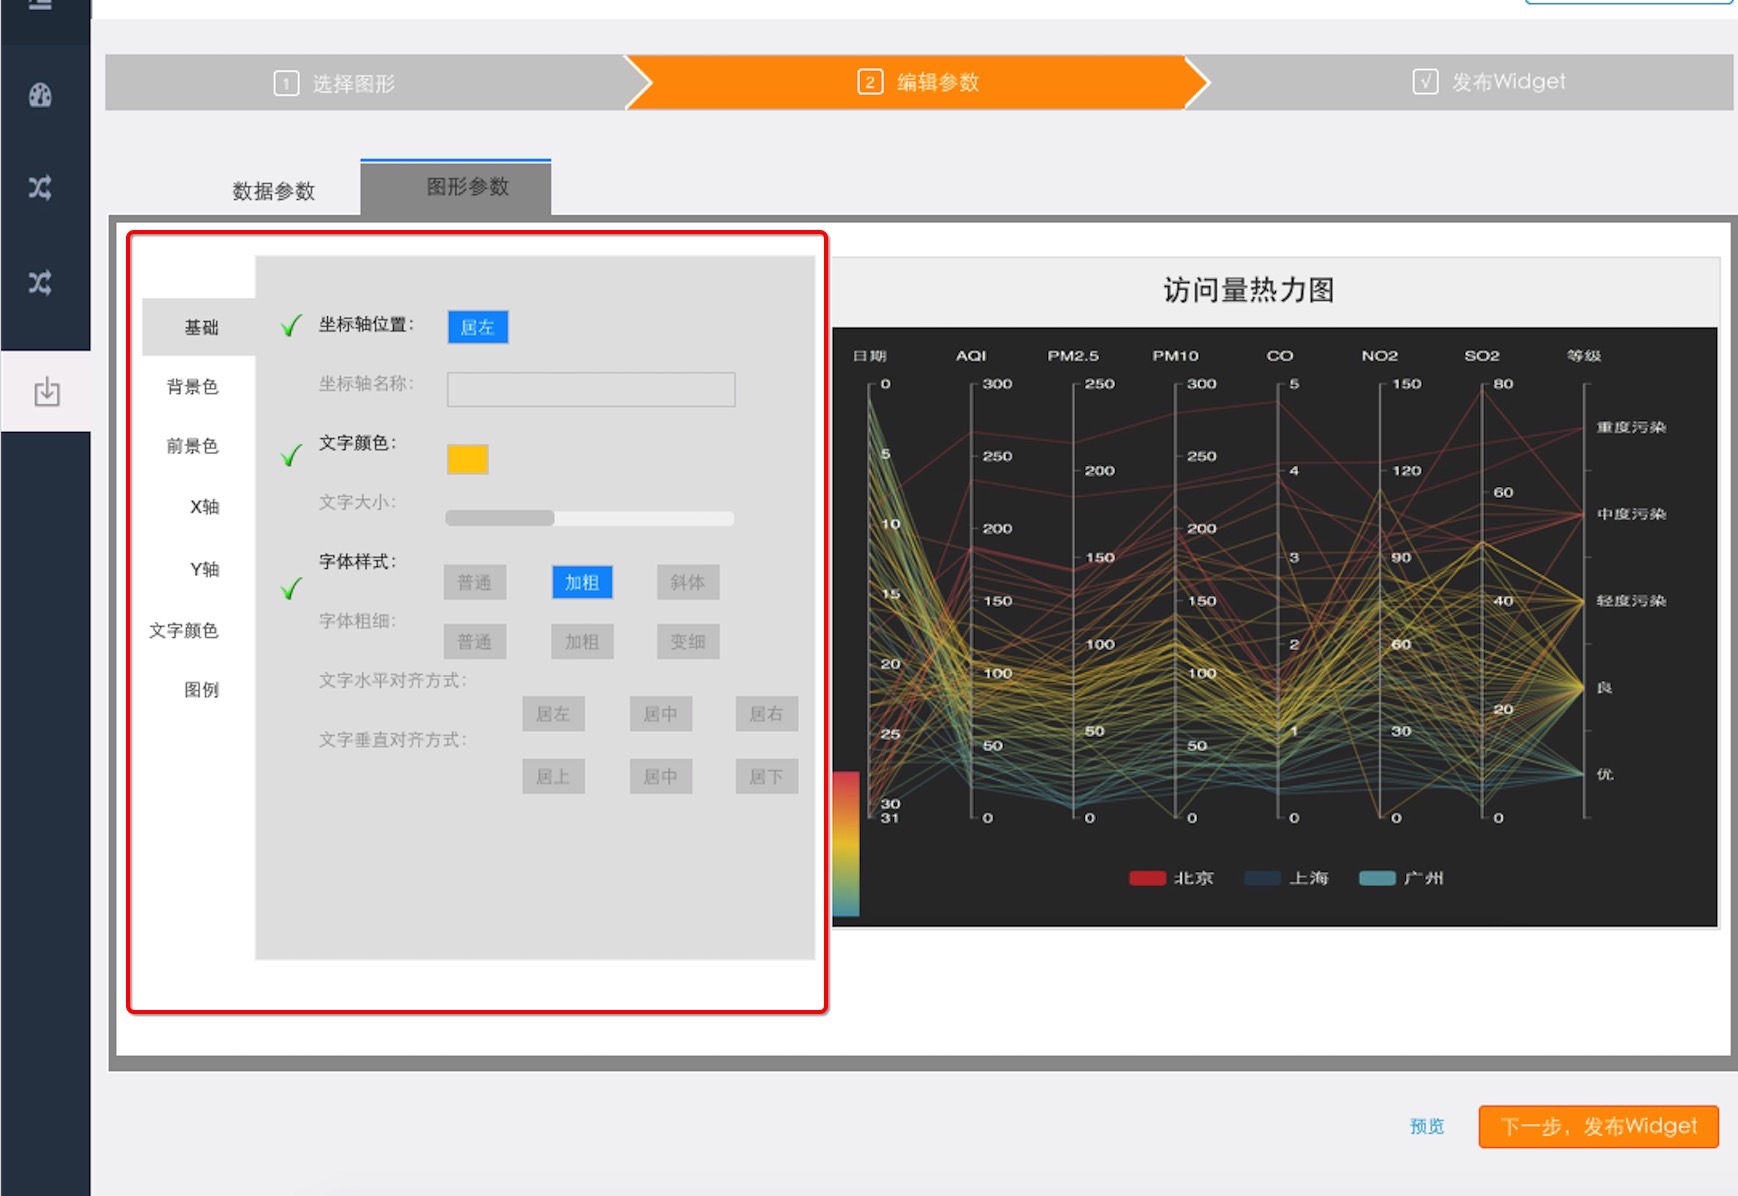 1 选择图形
2 编辑参数
√ 发布Widget
数据参数
图形参数
基础
背景色
前景色
X轴
Y轴
文字颜色
图例
坐标轴位置: 居左
坐标轴名称:
文字颜色:
文字大小:
字体样式:
普通 加粗 斜体
字体粗细:
普通 加粗 变细
文字水平对齐方式:
居左 居中 居右
文字垂直对齐方式:
居上 居中 居下
访问量热力图
日期 AQI PM2.5 PM10 CO NO2 SO2 等级
0 5 10 15 20 25 30 31
300 250 200 150 100 50 0
250 200 150 100 50 0
300 250 200 150 100 50 0
5 4 3 2 1 0
150 120 90 60 30 0
80 60 40 20 0
重度污染
中度污染
轻度污染
良
优
北京 上海 广州
预览
下一步，发布Widget